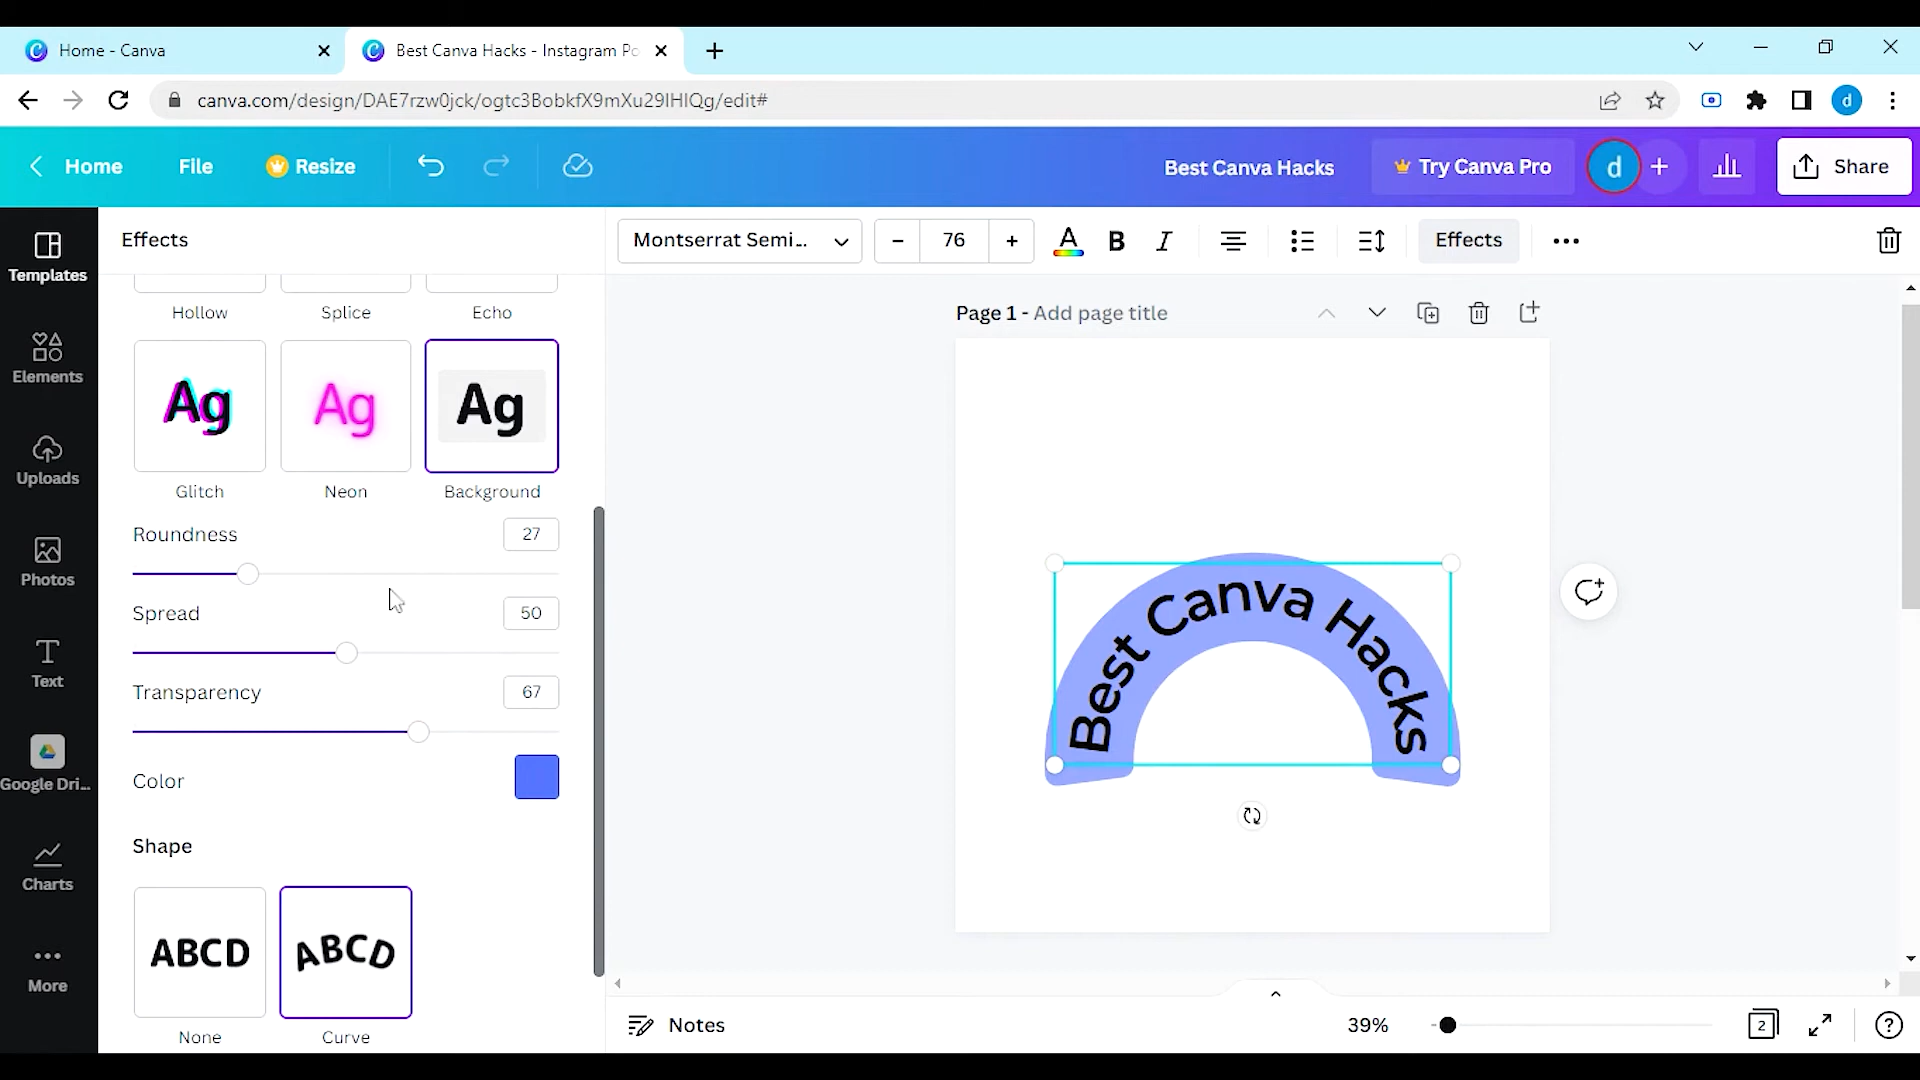 Home - Canva
Best Canva Hacks - Instagram Po
canva.com/design/DAE7rzw0jck/ogtc3BobkfX9mXu29IHIQg/edit#
d
Home
File
Resize
Best Canva Hacks
Try Canva Pro
d
Share
Templates
Elements
Uploads
Photos
Text
Google Dri...
Charts
More
Effects
Hollow
Splice
Echo
Ag
Ag
Ag
Glitch
Neon
Background
Roundness
27
Spread
50
Transparency
67
Color
Shape
ABCD
ABCD
None
Curve
Montserrat Semi...
76
A
B
I
Effects
Page 1 - Add page title
Best Canva Hacks
Notes
39%
2
?